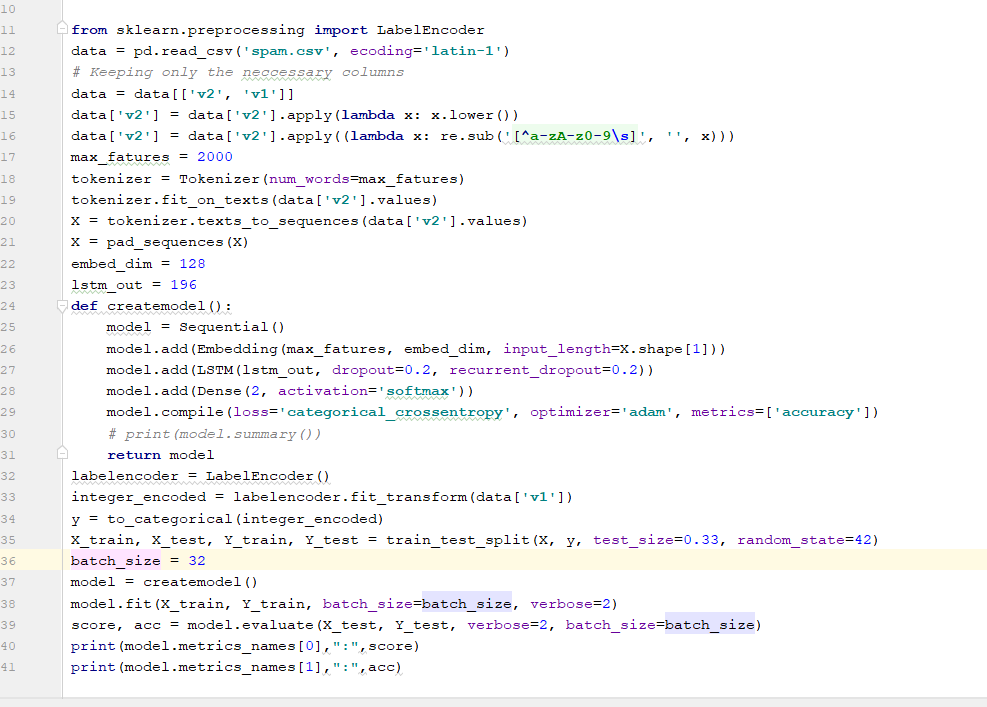 10
11 from sklearn.preprocessing import LabelEncoder
12 data = pd.read_csv('spam.csv', ecoding='latin-1')
13 # Keeping only the neccessary columns
14 data = data[['v2', 'v1']]
15 data['v2'] = data['v2'].apply(lambda x: x.lower())
16 data['v2'] = data['v2'].apply((lambda x: re.sub('[^a-zA-z0-9\s]', '', x)))
17 max_fatures = 2000
18 tokenizer = Tokenizer(num_words=max_fatures)
19 tokenizer.fit_on_texts(data['v2'].values)
20 X = tokenizer.texts_to_sequences(data['v2'].values)
21 X = pad_sequences(X)
22 embed_dim = 128
23 lstm_out = 196
24 def createmodel():
25     model = Sequential()
26     model.add(Embedding(max_fatures, embed_dim, input_length=X.shape[1]))
27     model.add(LSTM(lstm_out, dropout=0.2, recurrent_dropout=0.2))
28     model.add(Dense(2, activation='softmax'))
29     model.compile(loss='categorical_crossentropy', optimizer='adam', metrics=['accuracy'])
30     # print(model.summary())
31     return model
32 labelencoder = LabelEncoder()
33 integer_encoded = labelencoder.fit_transform(data['v1'])
34 y = to_categorical(integer_encoded)
35 X_train, X_test, Y_train, Y_test = train_test_split(X, y, test_size=0.33, random_state=42)
36 batch_size = 32
37 model = createmodel()
38 model.fit(X_train, Y_train, batch_size=batch_size, verbose=2)
39 score, acc = model.evaluate(X_test, Y_test, verbose=2, batch_size=batch_size)
40 print(model.metrics_names[0],":",score)
41 print(model.metrics_names[1],":",acc)